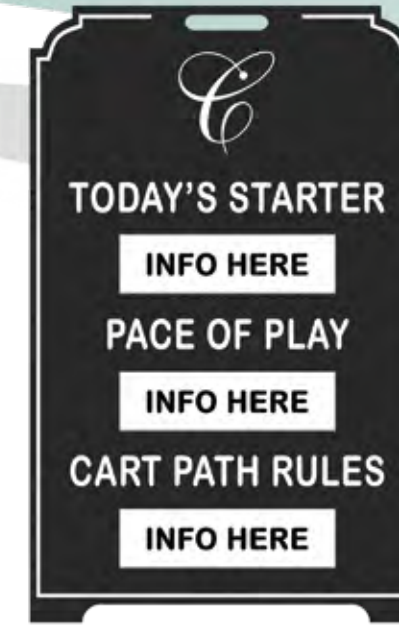 C
TODAY'S STARTER
INFO HERE
PACE OF PLAY
INFO HERE
CART PATH RULES
INFO HERE